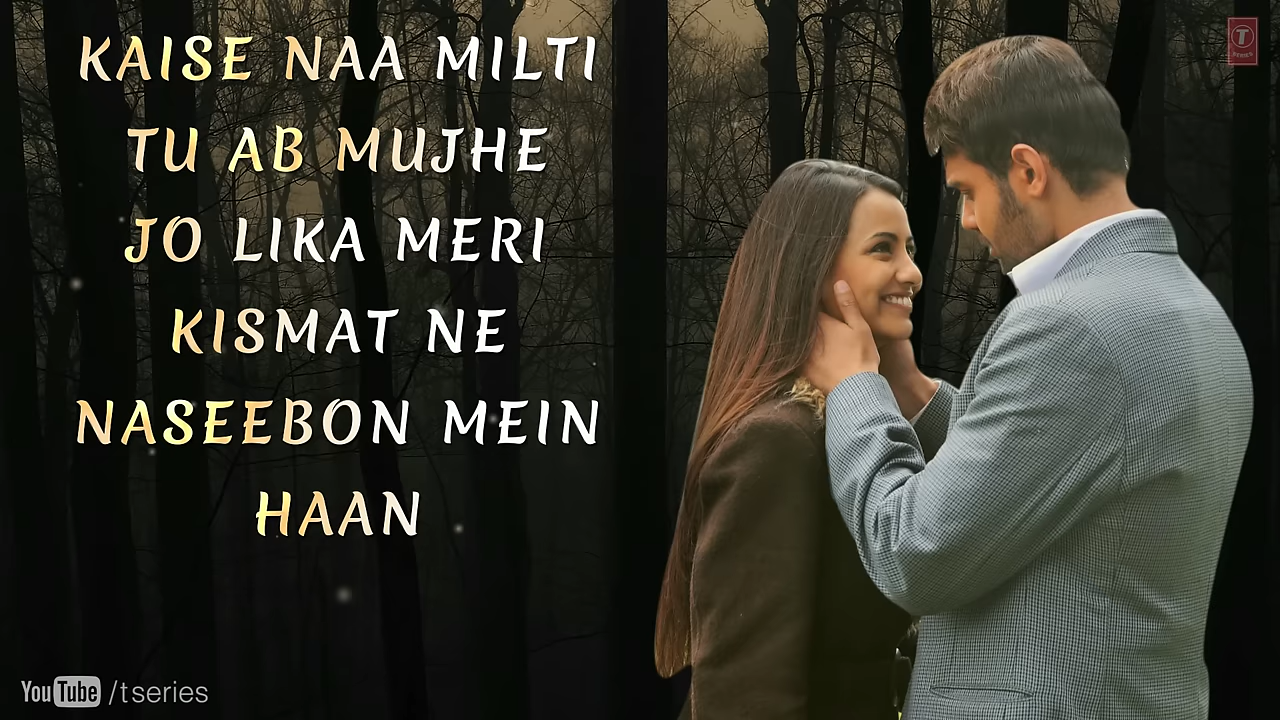 KAISE NAA MILTI
TU AB MUJHE
JO LIKA MERI
KISMAT NE
NASEEBON MEIN
HAAN
YouTube /tseries
T